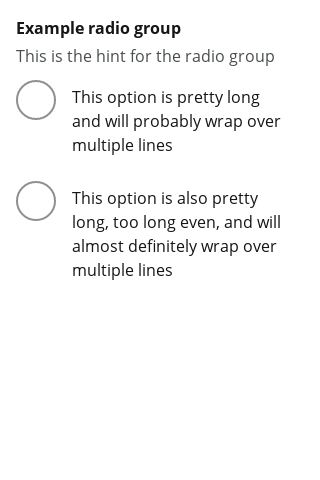 Example radio group
This is the hint for the radio group
This option is pretty long
and will probably wrap over
multiple lines
This option is also pretty
long, too long even, and will
almost definitely wrap over
multiple lines